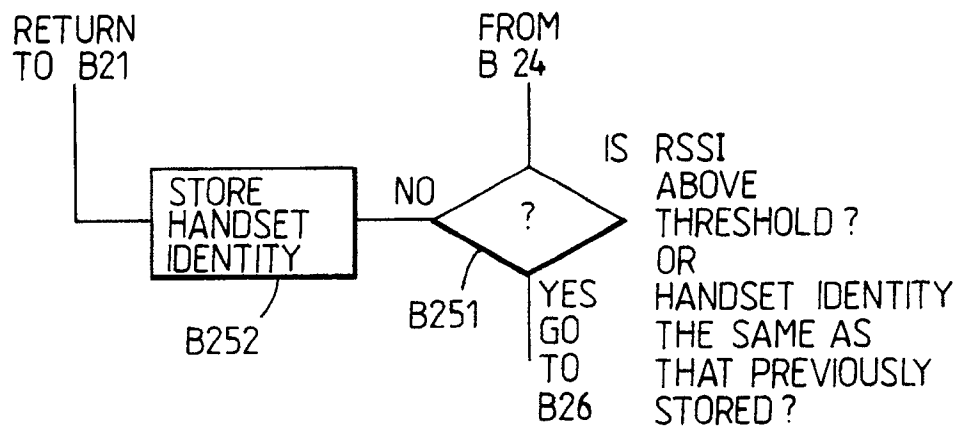 RETURN
TO B21
FROM
B 24
STORE
HANDSET
IDENTITY
B252
NO
?
B251
YES
GO
TO
B26
IS RSSI
ABOVE
THRESHOLD ?
OR
HANDSET IDENTITY
THE SAME AS
THAT PREVIOUSLY
STORED ?